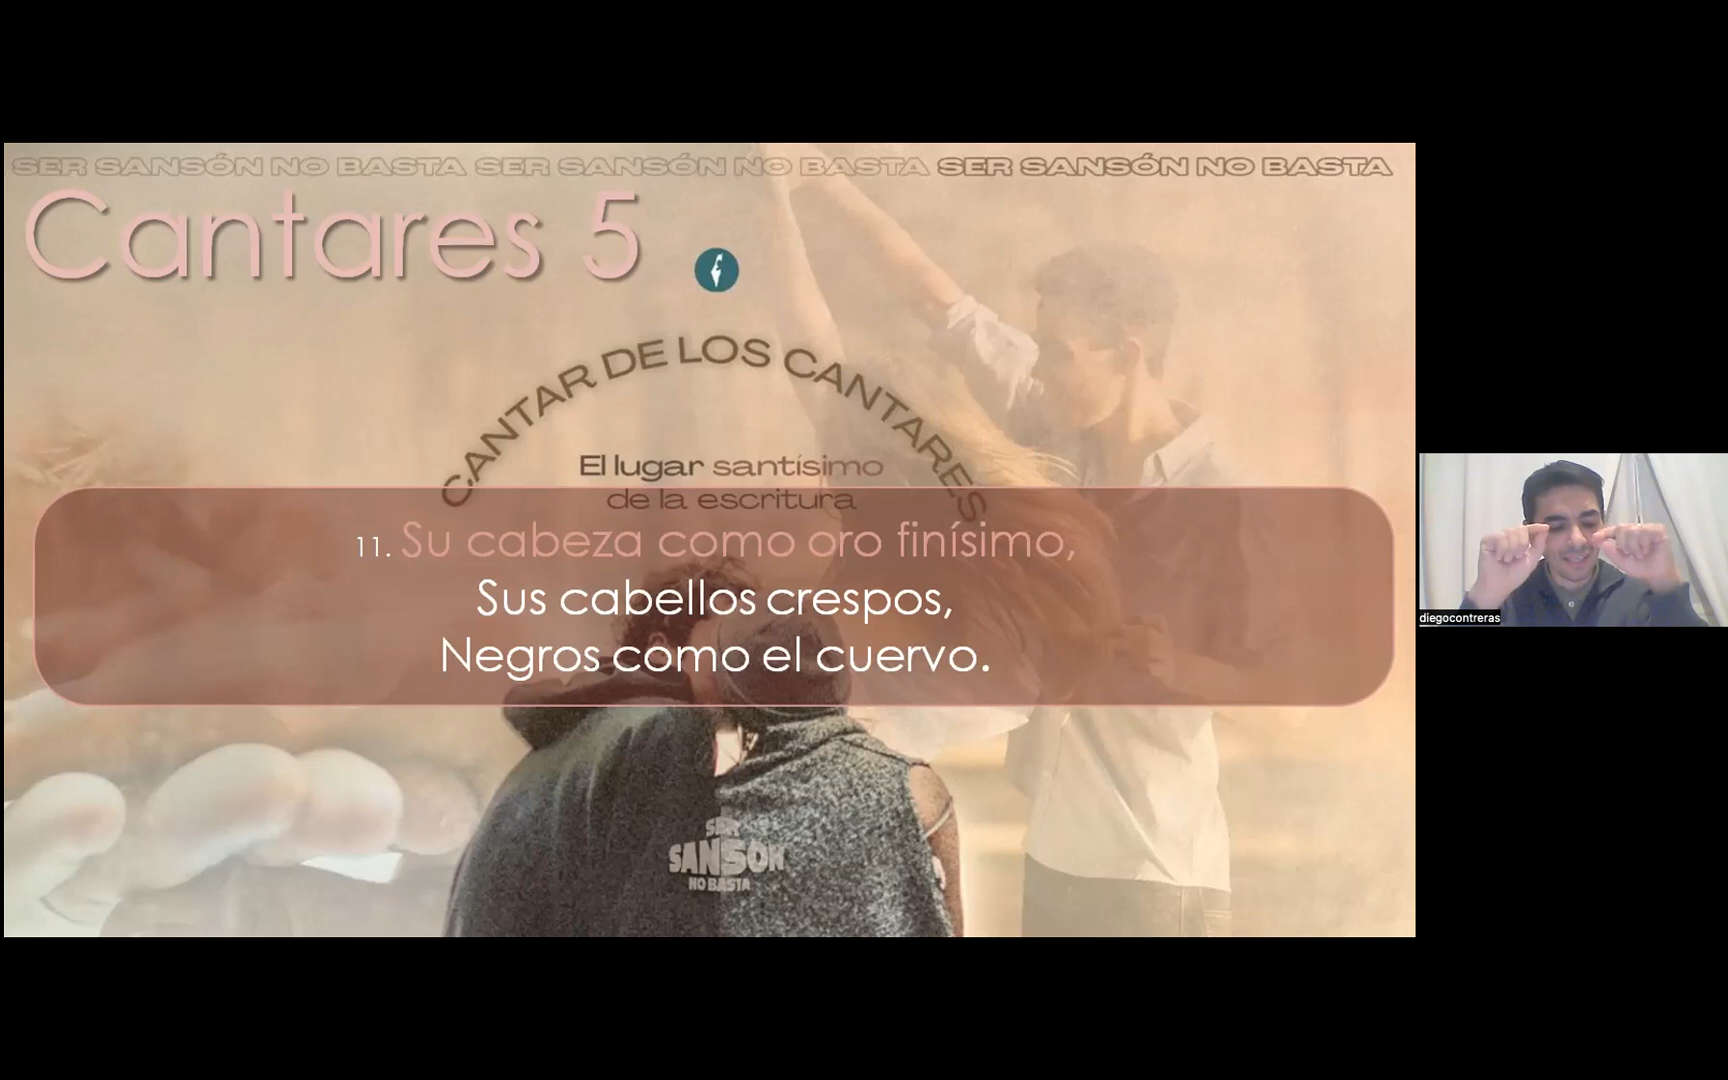 SER SANSÓN NO BASTA SER SANSÓN NO BASTA SER SANSÓN NO BASTA
Cantares 5
CANTAR DE LOS CANTARES
El lugar santísimo
de la escritura
11. Su cabeza como oro finísimo,
Sus cabellos crespos,
Negros como el cuervo.
SER
SANSON
NO BASTA
diegocontreras